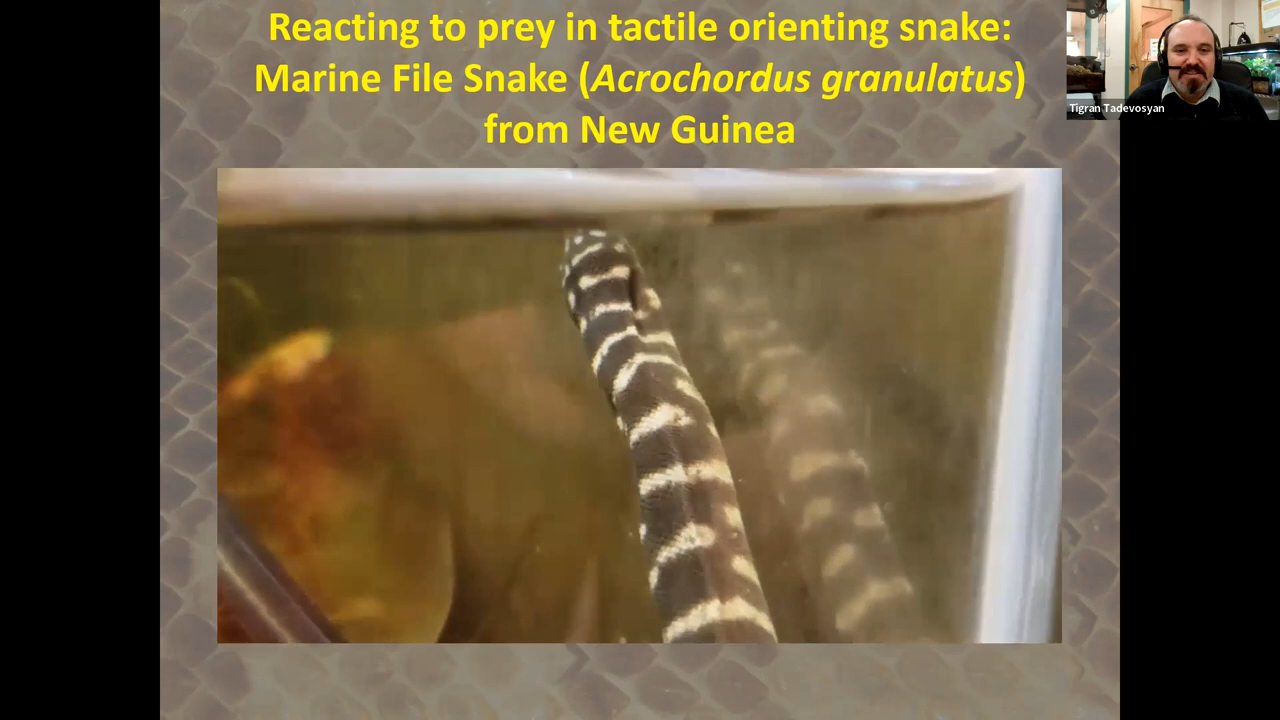 Reacting to prey in tactile orienting snake:
Marine File Snake (Acrochordus granulatus)
from New Guinea
Tigran Tadevosyan